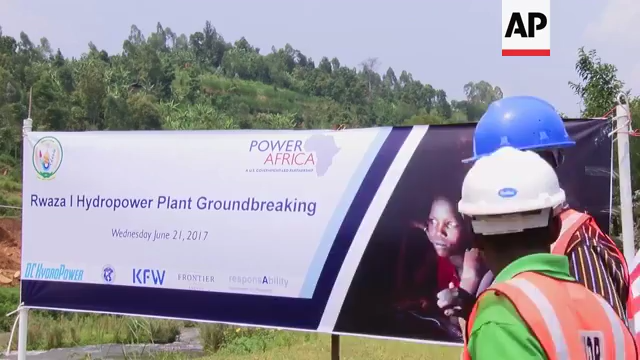 AP
POWER
AFRICA
Rwaza I Hydropower Plant Groundbreaking
Wednesday June 21, 2017
DC HYDROPOWER
KFW
FRONTIER
responsAbility